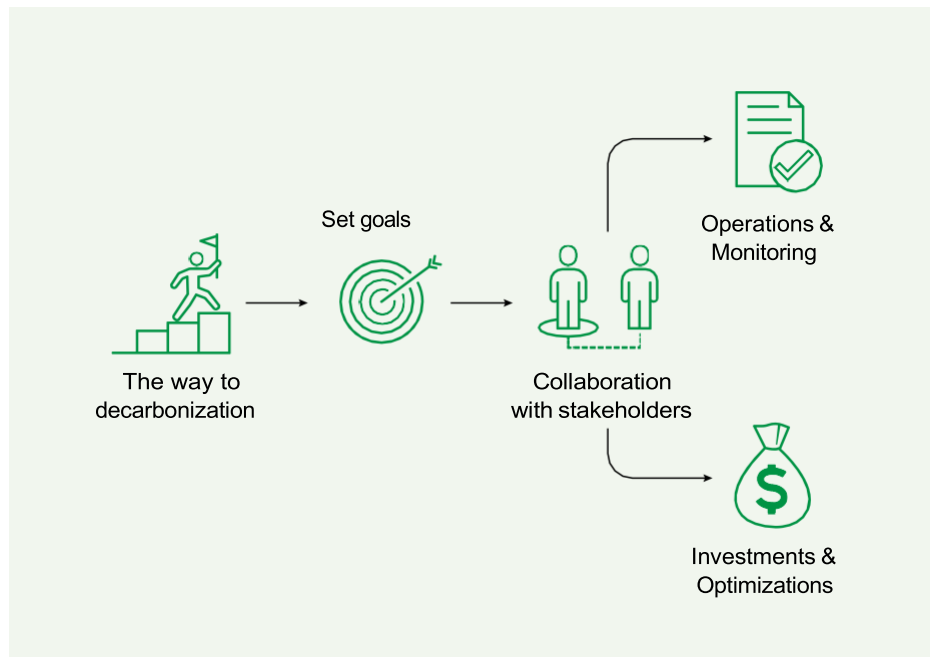 The way to
decarbonization
Set goals
Collaboration
with stakeholders
Operations &
Monitoring
$
Investments &
Optimizations